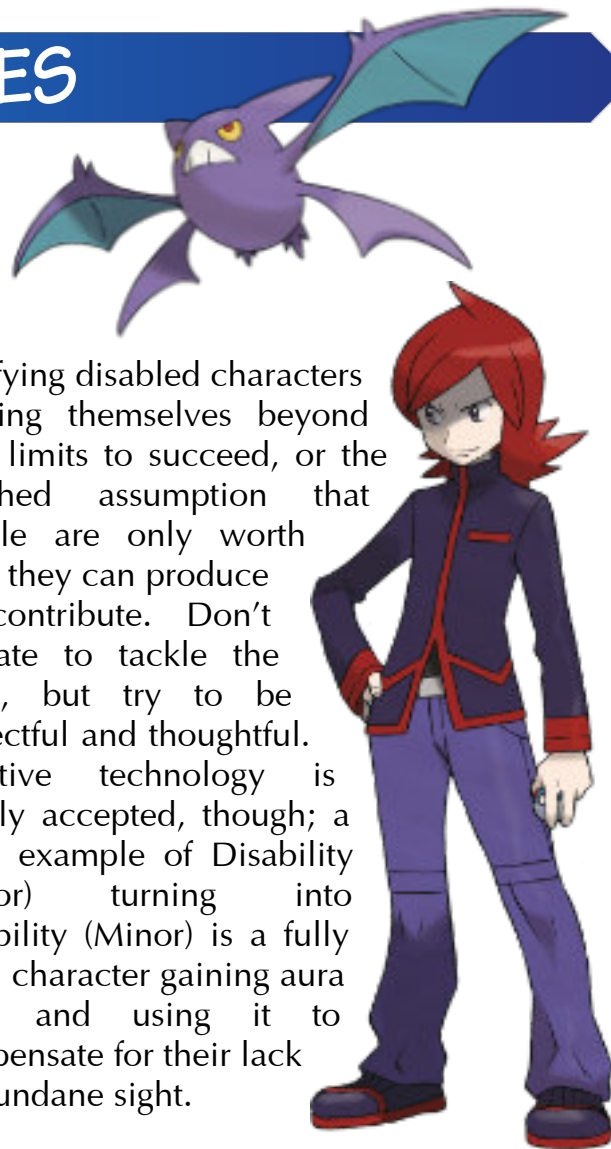 ES
fying disabled characters
ing themselves beyond
limits to succeed, or the
hed assumption that
le are only worth
they can produce
contribute. Don't
ate to tackle the
, but try to be
ectful and thoughtful.
tive technology is
ly accepted, though; a
example of Disability
or) turning into
bility (Minor) is a fully
character gaining aura
and using it to
pensate for their lack
undane sight.